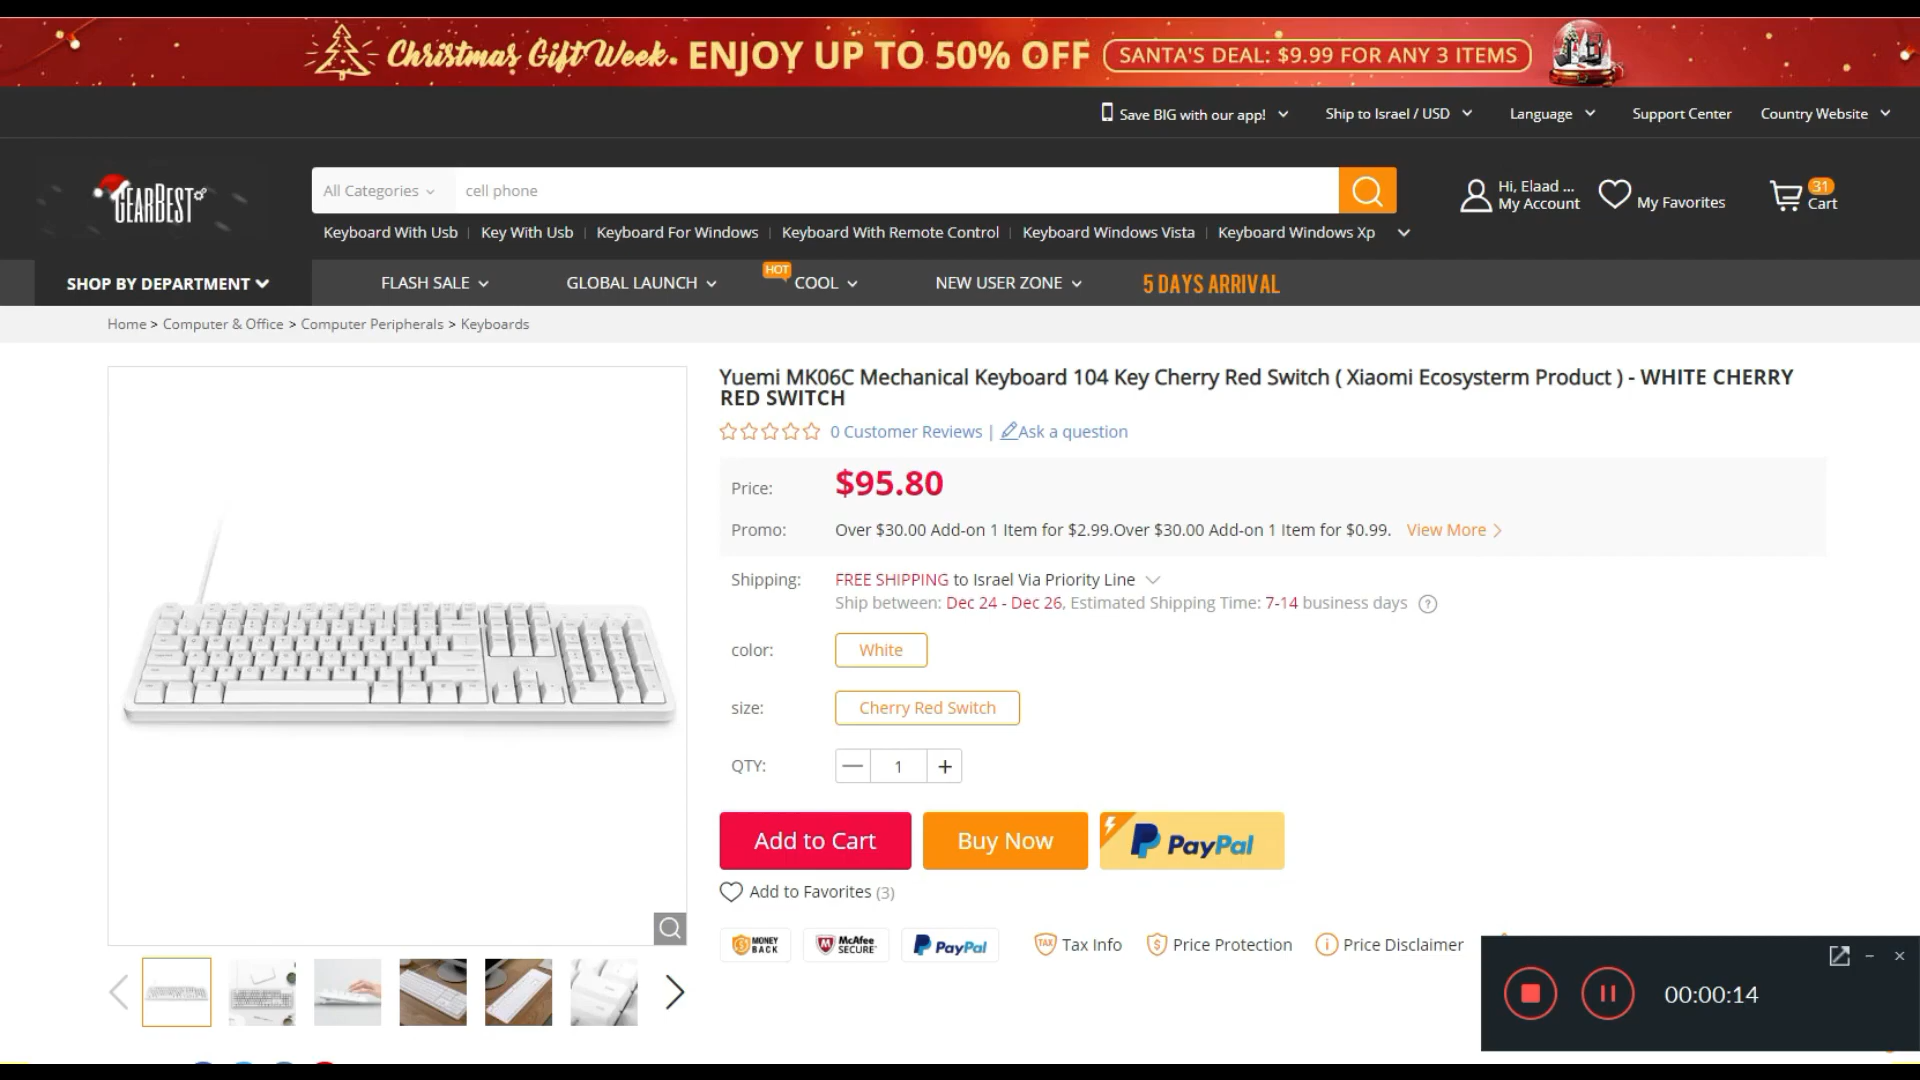 Christmas Gift Week. ENJOY UP TO 50% OFF SANTA'S DEAL: $9.99 FOR ANY 3 ITEMS
Save BIG with our app! Ship to Israel / USD Language Support Center Country Website
GEARBEST
All Categories cell phone
Hi, Elaad ...
My Account
My Favorites
31
Cart
Keyboard With Usb | Key With Usb | Keyboard For Windows | Keyboard With Remote Control | Keyboard Windows Vista | Keyboard Windows Xp
SHOP BY DEPARTMENT FLASH SALE GLOBAL LAUNCH HOT COOL NEW USER ZONE 5 DAYS ARRIVAL
Home > Computer & Office > Computer Peripherals > Keyboards
Yuemi MK06C Mechanical Keyboard 104 Key Cherry Red Switch ( Xiaomi Ecosysterm Product ) - WHITE CHERRY
RED SWITCH
0 Customer Reviews | Ask a question
Price: $95.80
Promo: Over $30.00 Add-on 1 Item for $2.99.Over $30.00 Add-on 1 Item for $0.99. View More >
Shipping: FREE SHIPPING to Israel Via Priority Line
Ship between: Dec 24 - Dec 26, Estimated Shipping Time: 7-14 business days ?
color: White
size: Cherry Red Switch
QTY: — 1 +
Add to Cart Buy Now PayPal
Add to Favorites (3)
MONEY BACK McAfee SECURE PayPal TAX Tax Info Price Protection Price Disclaimer
00:00:14